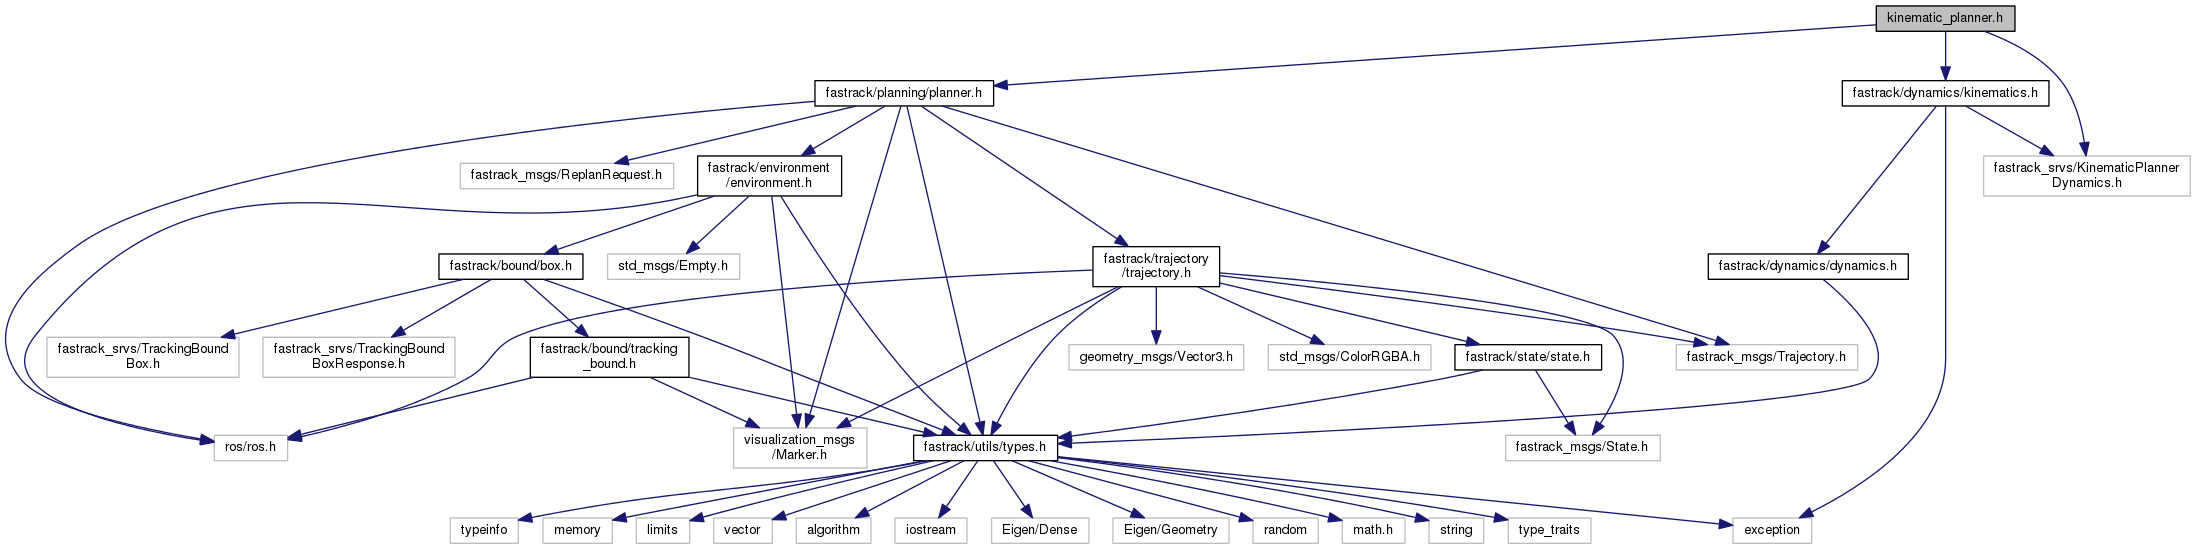 kinematic_planner.h
fastrack/planning/planner.h
fastrack/dynamics/kinematics.h
fastrack_msgs/ReplanRequest.h
fastrack/environment
/environment.h
fastrack_srvs/KinematicPlanner
Dynamics.h
fastrack/bound/box.h
std_msgs/Empty.h
fastrack/trajectory
/trajectory.h
fastrack/dynamics/dynamics.h
fastrack_srvs/TrackingBound
Box.h
fastrack_srvs/TrackingBound
BoxResponse.h
fastrack/bound/tracking
_bound.h
geometry_msgs/Vector3.h
std_msgs/ColorRGBA.h
fastrack/state/state.h
fastrack_msgs/Trajectory.h
ros/ros.h
visualization_msgs
/Marker.h
fastrack/utils/types.h
fastrack_msgs/State.h
typeinfo
memory
limits
vector
algorithm
iostream
Eigen/Dense
Eigen/Geometry
random
math.h
string
type_traits
exception